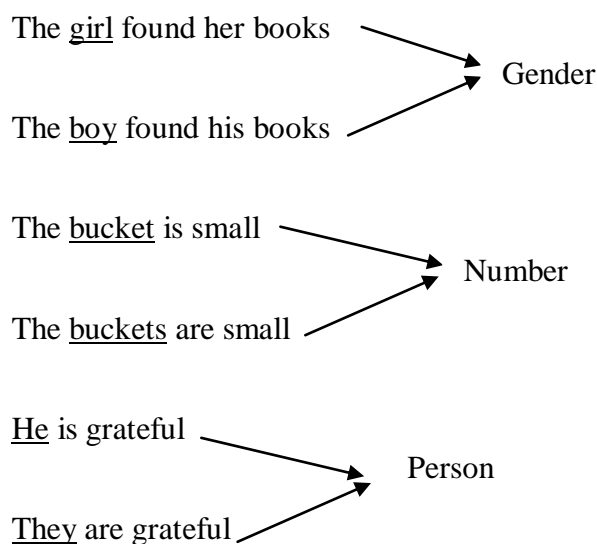 The girl found her books
Gender
The boy found his books
The bucket is small
Number
The buckets are small
He is grateful
Person
They are grateful